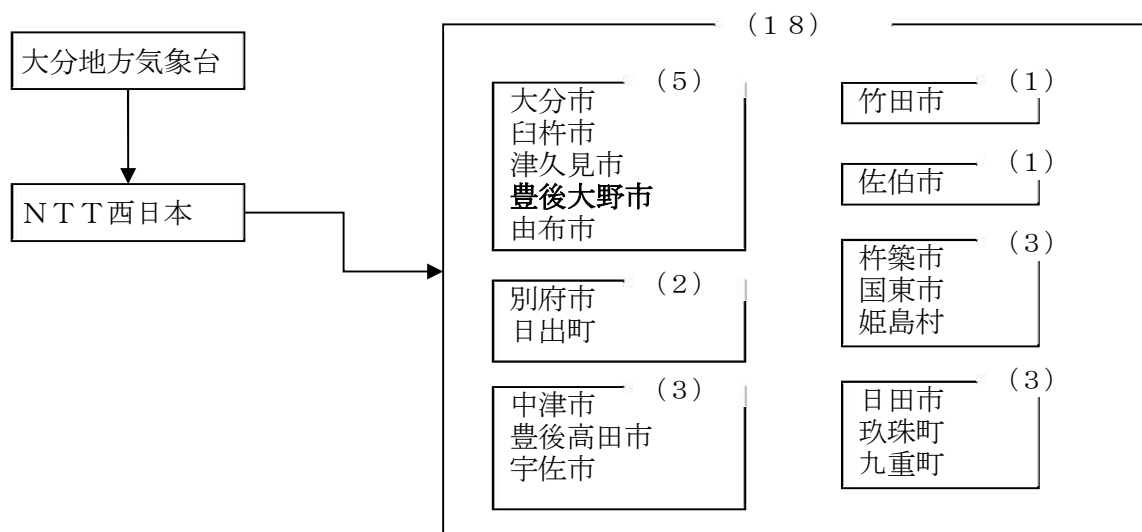 大分地方気象台
ＮＴＴ西日本
（１８）
（５）
大分市
臼杵市
津久見市
豊後大野市
由布市
（２）
別府市
日出町
（３）
中津市
豊後高田市
宇佐市
（１）
竹田市
（１）
佐伯市
（３）
杵築市
国東市
姫島村
（３）
日田市
玖珠町
九重町